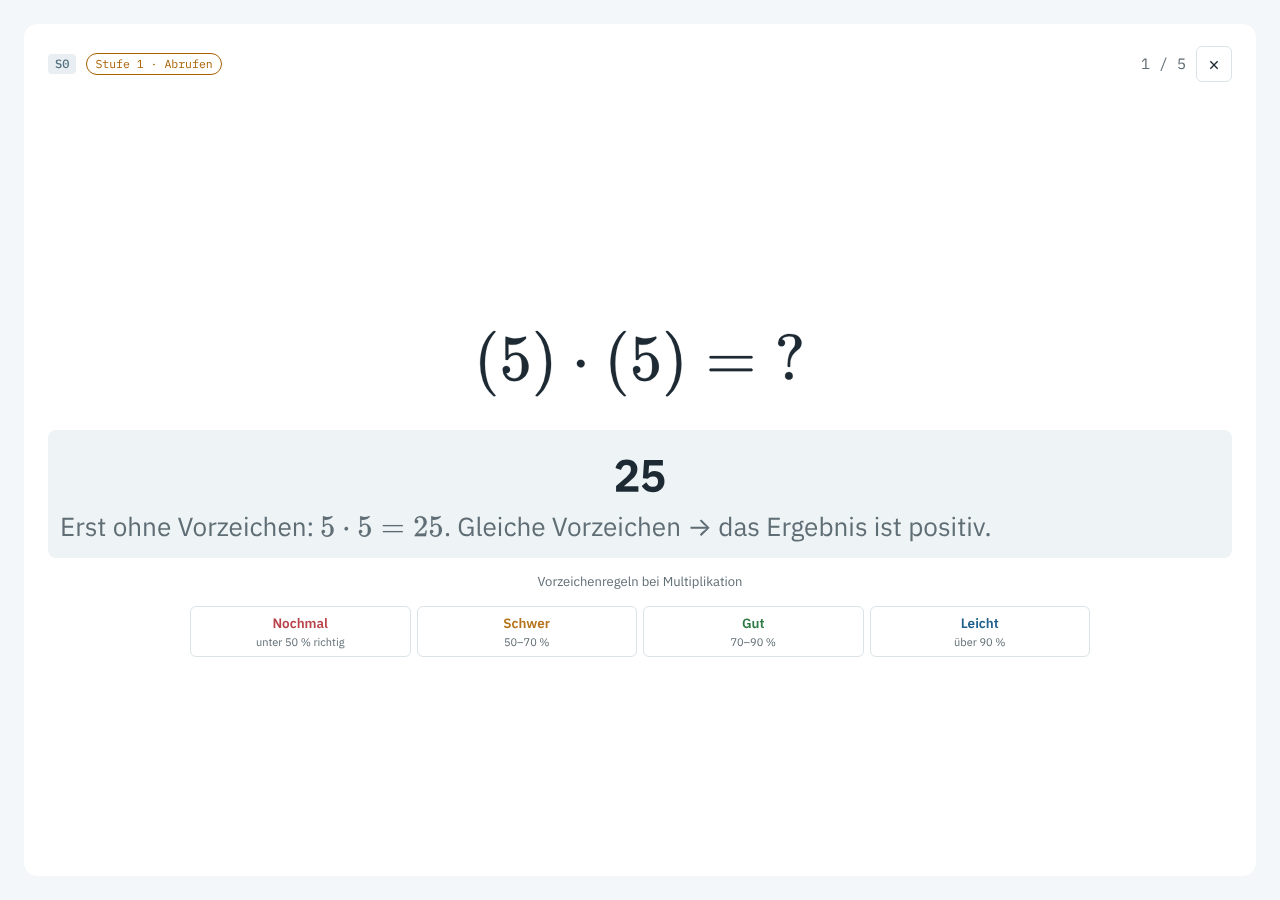 S0 Stufe 1 · Abrufen 1 / 5 ×
(5) · (5) = ?
25
Erst ohne Vorzeichen: 5 · 5 = 25. Gleiche Vorzeichen → das Ergebnis ist positiv.
Vorzeichenregeln bei Multiplikation
Nochmal Schwer Gut Leicht
unter 50 % richtig 50–70 % 70–90 % über 90 %